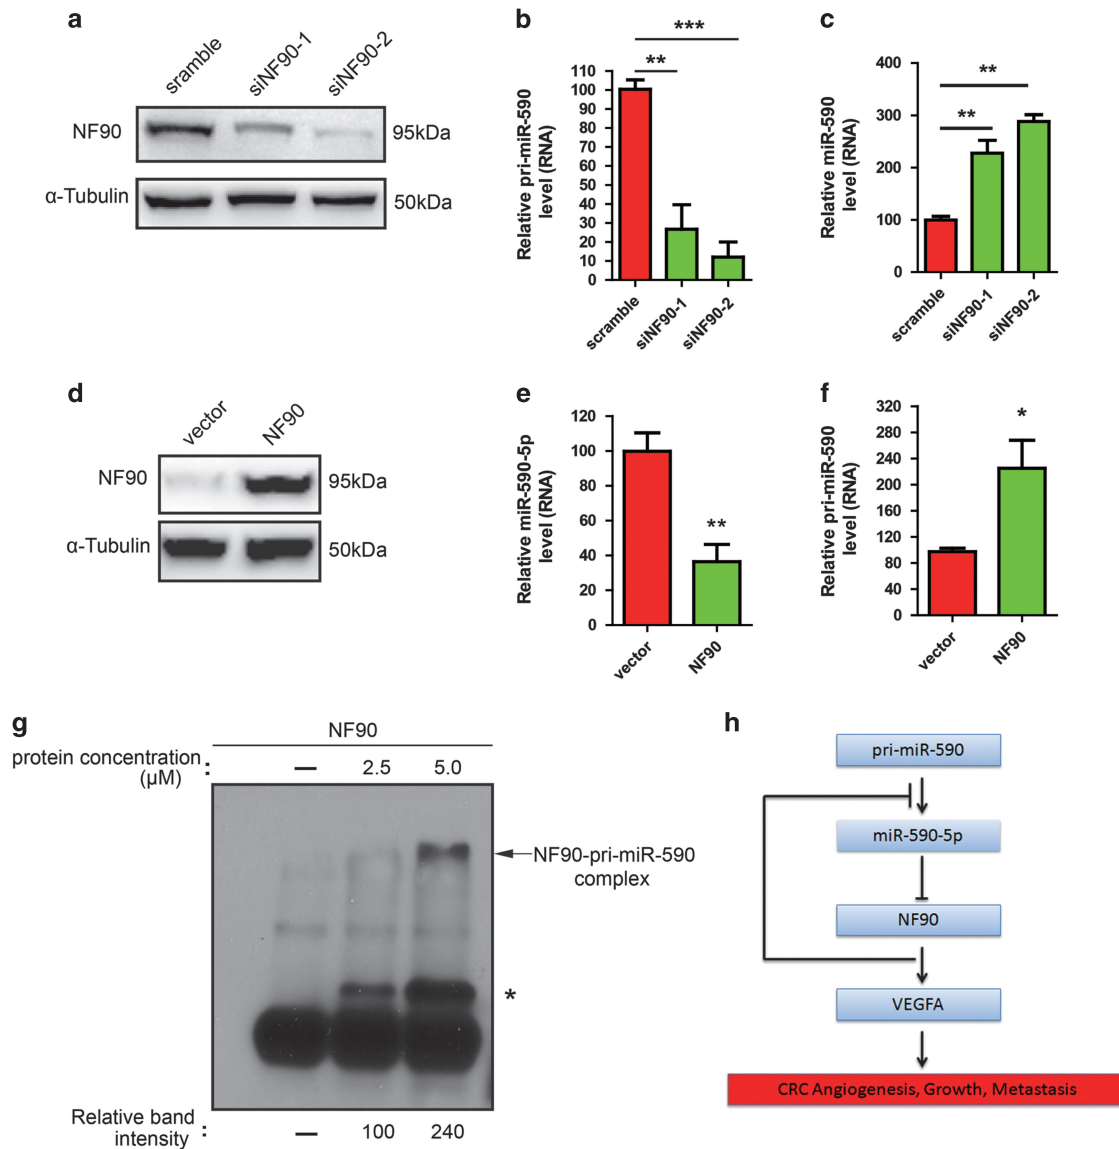 a
sramble
siNF90-1
siNF90-2
NF90
95kDa
α-Tubulin
50kDa
b
***
**
Relative pri-miR-590
level (RNA)
110
100
90
80
70
60
50
40
30
20
10
0
scramble
siNF90-1
siNF90-2
c
**
**
Relative miR-590
level (RNA)
400
300
200
100
0
scramble
siNF90-1
siNF90-2
d
vector
NF90
NF90
95kDa
α-Tubulin
50kDa
e
Relative miR-590-5p
level (RNA)
120
100
80
60
40
20
0
**
vector
NF90
f
Relative pri-miR-590
level (RNA)
320
280
240
200
160
120
80
40
0
*
vector
NF90
g
NF90
protein concentration
(µM) :
— 2.5 5.0
NF90-pri-miR-590
complex
*
Relative band
intensity :
— 100 240
h
pri-miR-590
miR-590-5p
NF90
VEGFA
CRC Angiogenesis, Growth, Metastasis